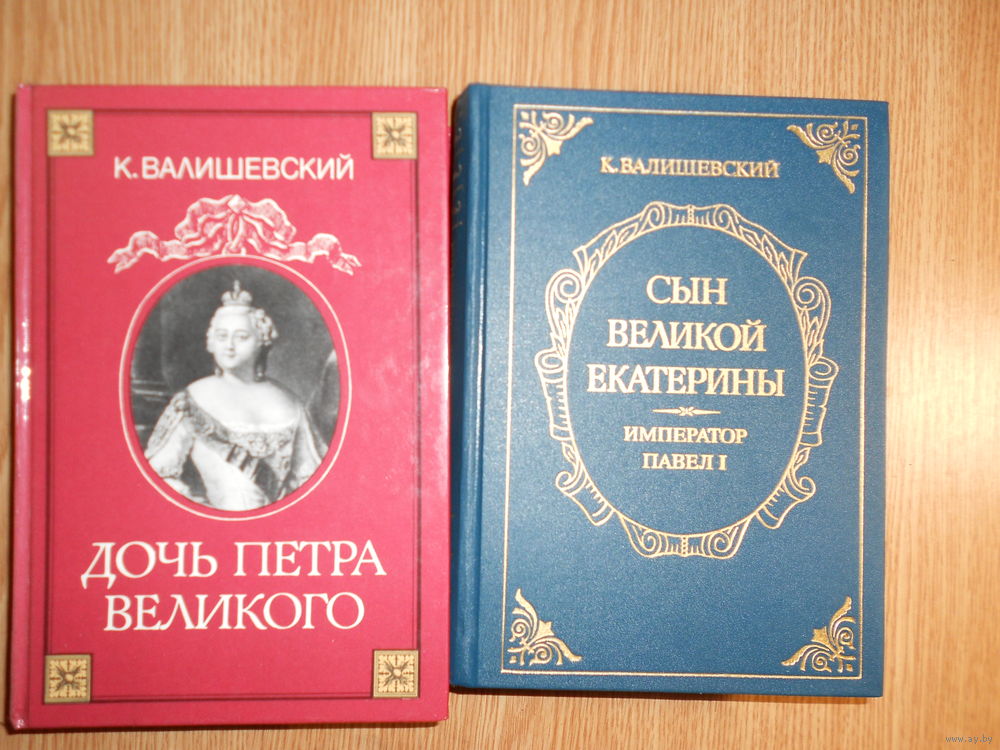 К. ВАЛИШЕВСКИЙ
ДОЧЬ ПЕТРА
ВЕЛИКОГО
К. ВАЛИШЕВСКИЙ
СЫН
ВЕЛИКОЙ
ЕКАТЕРИНЫ
ИМПЕРАТОР
ПАВЕЛ I
www.ay.by